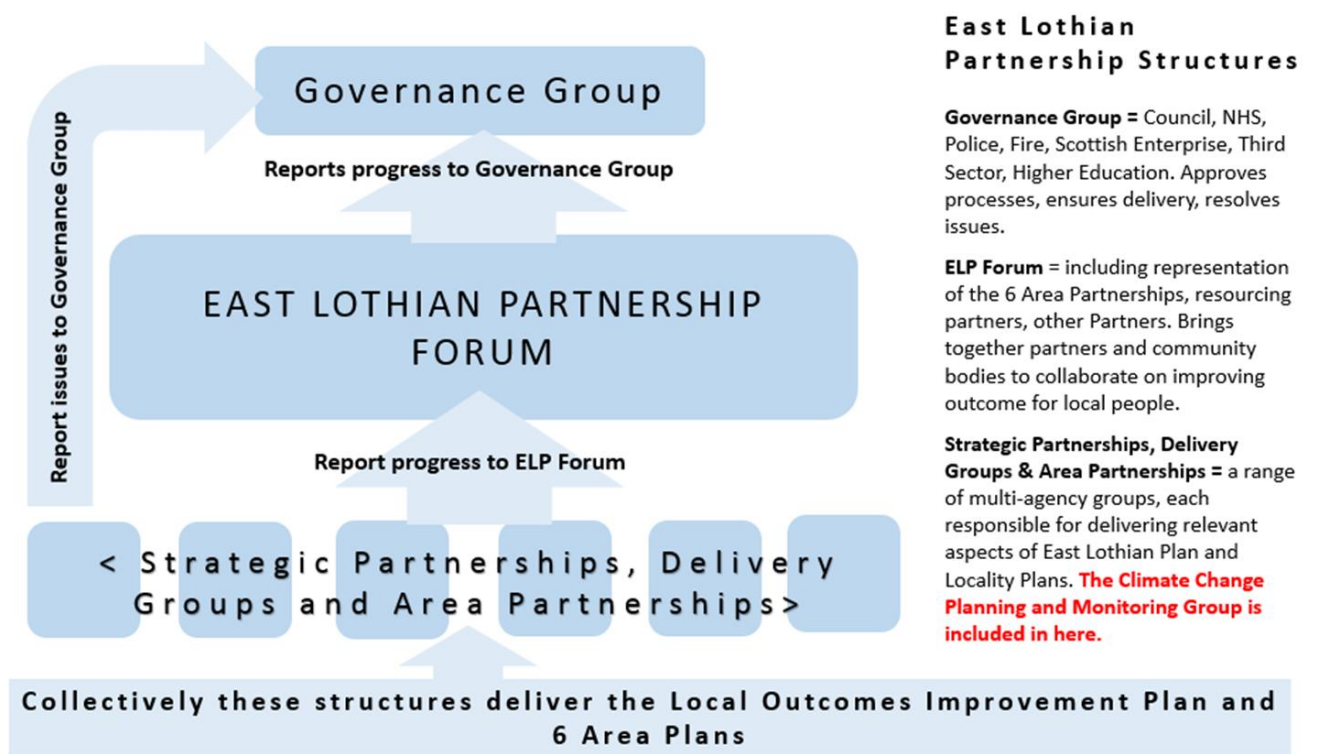 Governance Group
Reports progress to Governance Group
Report issues to Governance Group
EAST LOTHIAN PARTNERSHIP
FORUM
Report progress to ELP Forum
< Strategic Partnerships, Delivery
Groups and Area Partnerships>
Collectively these structures deliver the Local Outcomes Improvement Plan and
6 Area Plans
East Lothian
Partnership Structures
Governance Group = Council, NHS,
Police, Fire, Scottish Enterprise, Third
Sector, Higher Education. Approves
processes, ensures delivery, resolves
issues.
ELP Forum = including representation
of the 6 Area Partnerships, resourcing
partners, other Partners. Brings
together partners and community
bodies to collaborate on improving
outcome for local people.
Strategic Partnerships, Delivery
Groups & Area Partnerships = a range
of multi-agency groups, each
responsible for delivering relevant
aspects of East Lothian Plan and
Locality Plans. The Climate Change
Planning and Monitoring Group is
included in here.